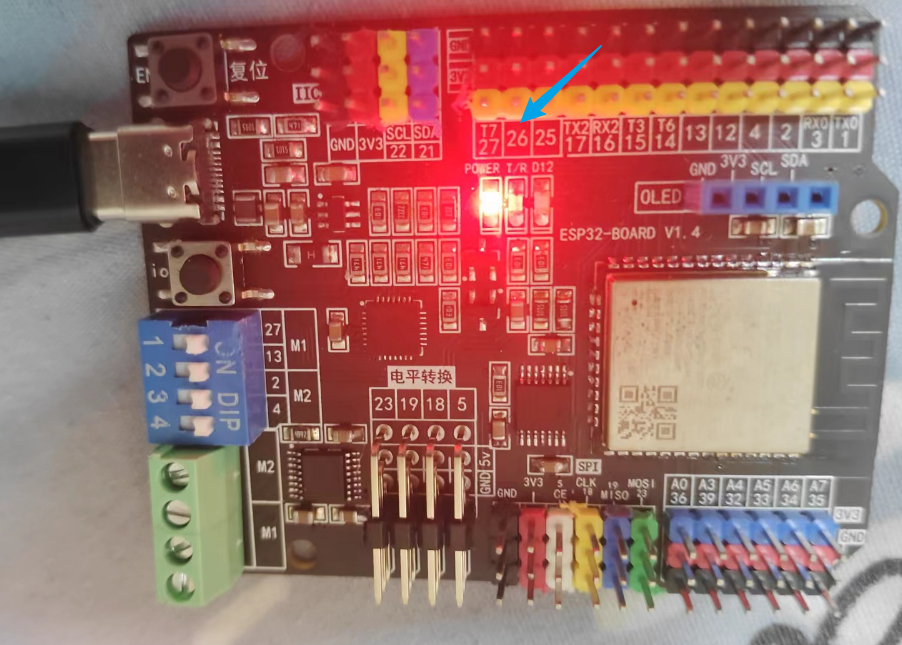 EN
复位
IIC
GND
3V3
SCL
22
SDA
21
GND
3V3
T7
27
26
25
TX2
17
RX2
16
T3
15
T6
14
13
12
4
2
RX0
3
TX0
1
POWER T/R D12
OLED
GND
3V3
SCL
SDA
ESP32-BOARD V1.4
io
ON DIP
1
2
3
4
27
13
M1
2
4
M2
电平转换
23
19
18
5
GND
5v
M2
M1
SPI
GND
3V3
5
CE
CLK
18
19
MISO
MOSI
23
A0
36
A3
39
A4
32
A5
33
A6
34
A7
35
3V3
GND